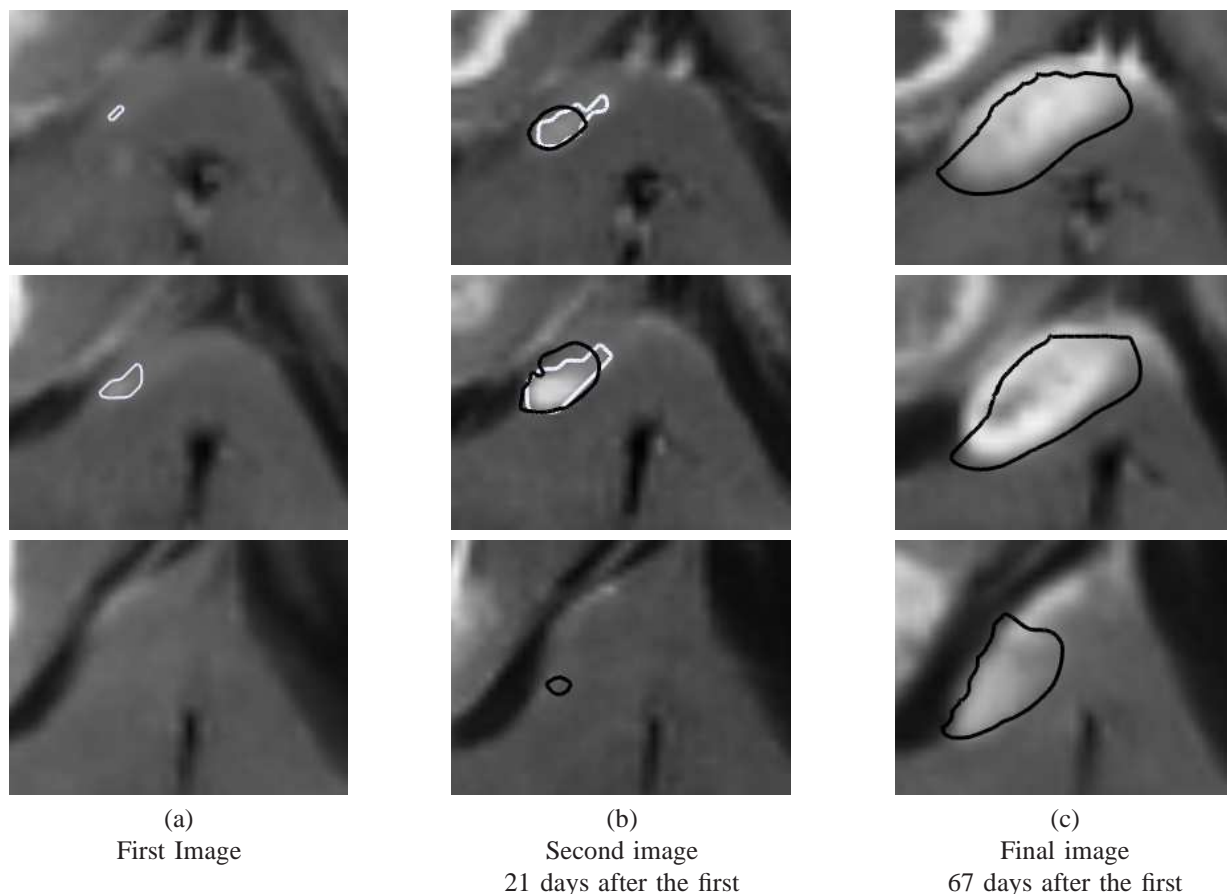 (a)
First Image
(b)
Second image
21 days after the first
(c)
Final image
67 days after the first